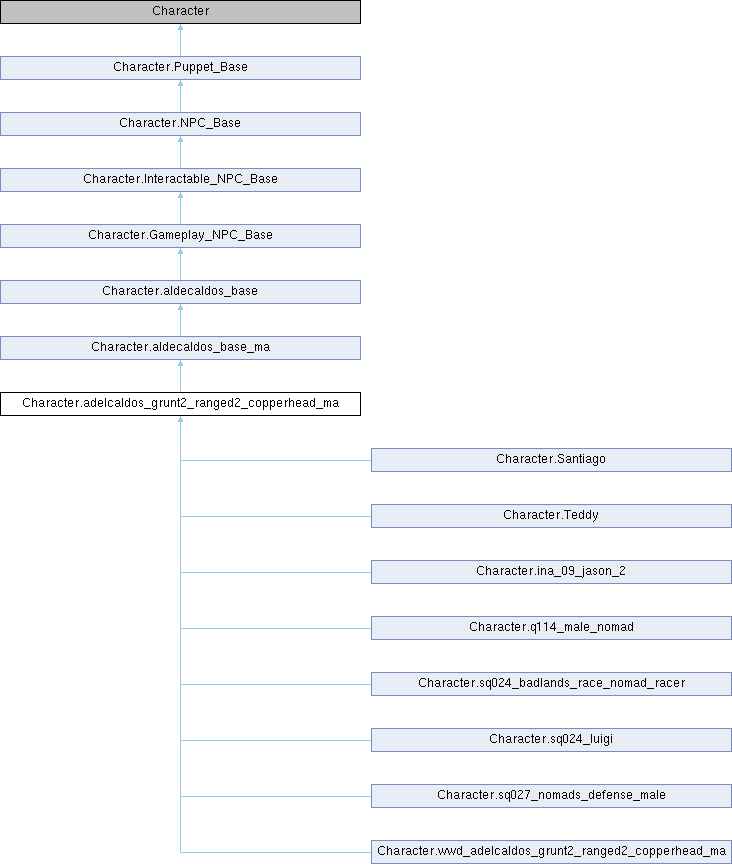 Character
Character.Puppet_Base
Character.NPC_Base
Character.Interactable_NPC_Base
Character.Gameplay_NPC_Base
Character.aldecaldos_base
Character.aldecaldos_base_ma
Character.adelcaldos_grunt2_ranged2_copperhead_ma
Character.Santiago
Character.Teddy
Character.ina_09_jason_2
Character.q114_male_nomad
Character.sq024_badlands_race_nomad_racer
Character.sq024_luigi
Character.sq027_nomads_defense_male
Character.wwd_adelcaldos_grunt2_ranged2_copperhead_ma